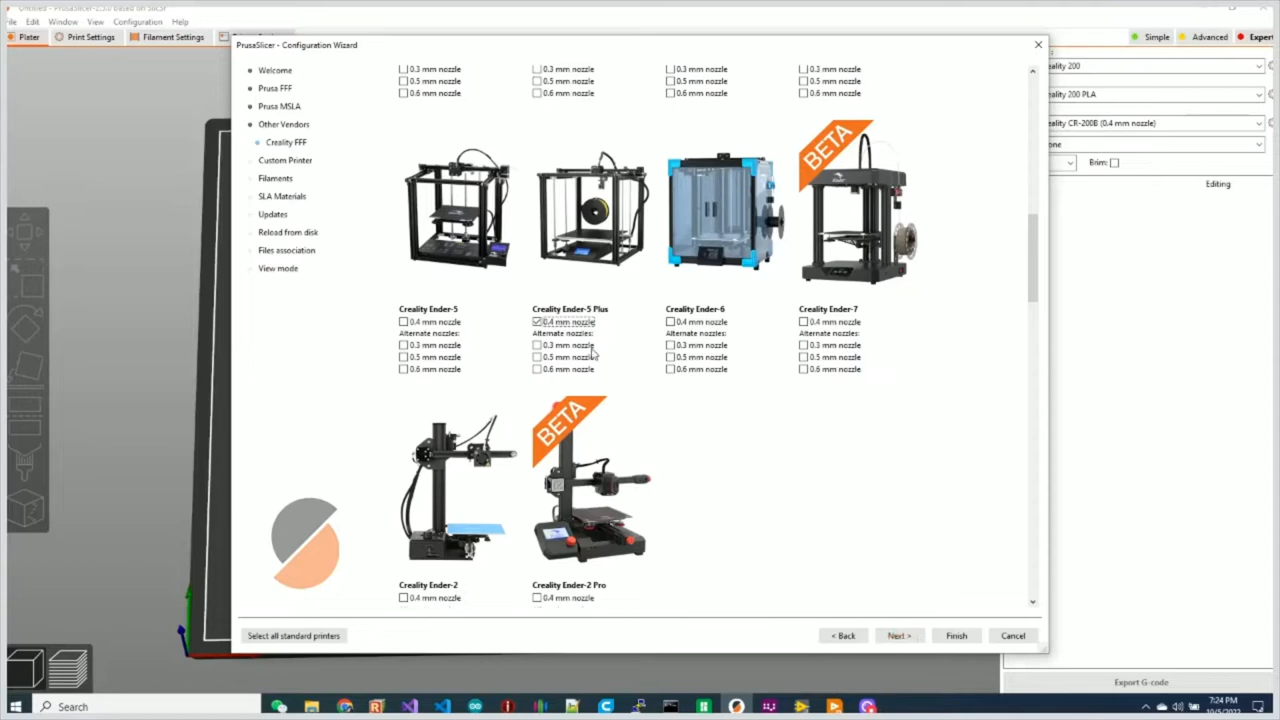 Untitled - PrusaSlicer-2.5.0 based on Slic3r
File Edit Window View Configuration Help
Plater Print Settings Filament Settings
Simple Advanced Expert
PrusaSlicer - Configuration Wizard
Welcome
Prusa FFF
Prusa MSLA
Other Vendors
Creality FFF
Custom Printer
Filaments
SLA Materials
Updates
Reload from disk
Files association
View mode
0.3 mm nozzle 0.3 mm nozzle 0.3 mm nozzle 0.3 mm nozzle
0.5 mm nozzle 0.5 mm nozzle 0.5 mm nozzle 0.5 mm nozzle
0.6 mm nozzle 0.6 mm nozzle 0.6 mm nozzle 0.6 mm nozzle
BETA
Creality Ender-5 Creality Ender-5 Plus Creality Ender-6 Creality Ender-7
0.4 mm nozzle 0.4 mm nozzle 0.4 mm nozzle 0.4 mm nozzle
Alternate nozzles: Alternate nozzles: Alternate nozzles: Alternate nozzles:
0.3 mm nozzle 0.3 mm nozzle 0.3 mm nozzle 0.3 mm nozzle
0.5 mm nozzle 0.5 mm nozzle 0.5 mm nozzle 0.5 mm nozzle
0.6 mm nozzle 0.6 mm nozzle 0.6 mm nozzle 0.6 mm nozzle
BETA
Creality Ender-2 Creality Ender-2 Pro
0.4 mm nozzle 0.4 mm nozzle
Select all standard printers < Back Next > Finish Cancel
eality 200
eality 200 PLA
eality CR-200B (0.4 mm nozzle)
one
Brim:
Editing
Export G-code
Search
7:24 PM
10/5/2022